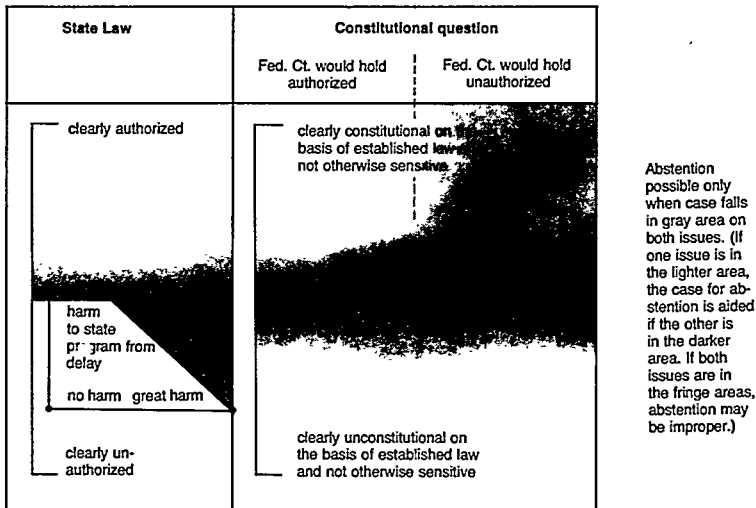 State Law
Constitutional question
Fed. Ct. would hold
authorized
Fed. Ct. would hold
unauthorized
clearly authorized
clearly constitutional on the
basis of established law
not otherwise sensitive
harm
to state
program from
delay
no harm great harm
clearly un-
authorized
clearly unconstitutional on
the basis of established law
and not otherwise sensitive
Abstention
possible only
when case falls
in gray area on
both issues. (If
one issue is in
the lighter area,
the case for ab-
stention is aided
if the other is
in the darker
area. If both
issues are in
the fringe areas,
abstention may
be improper.)